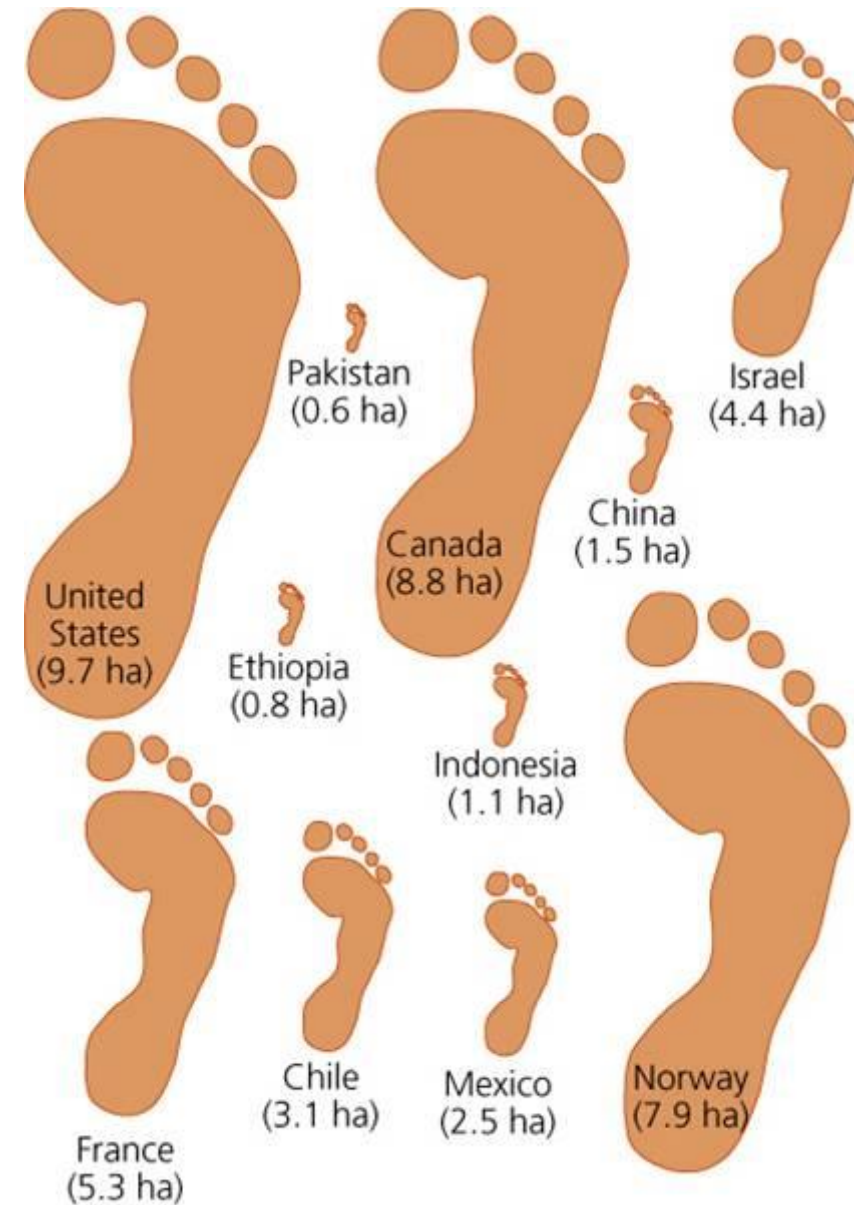 Pakistan
(0.6 ha)
Israel
(4.4 ha)
China
(1.5 ha)
Canada
(8.8 ha)
United
States
(9.7 ha)
Ethiopia
(0.8 ha)
Indonesia
(1.1 ha)
Chile
(3.1 ha)
Mexico
(2.5 ha)
Norway
(7.9 ha)
France
(5.3 ha)